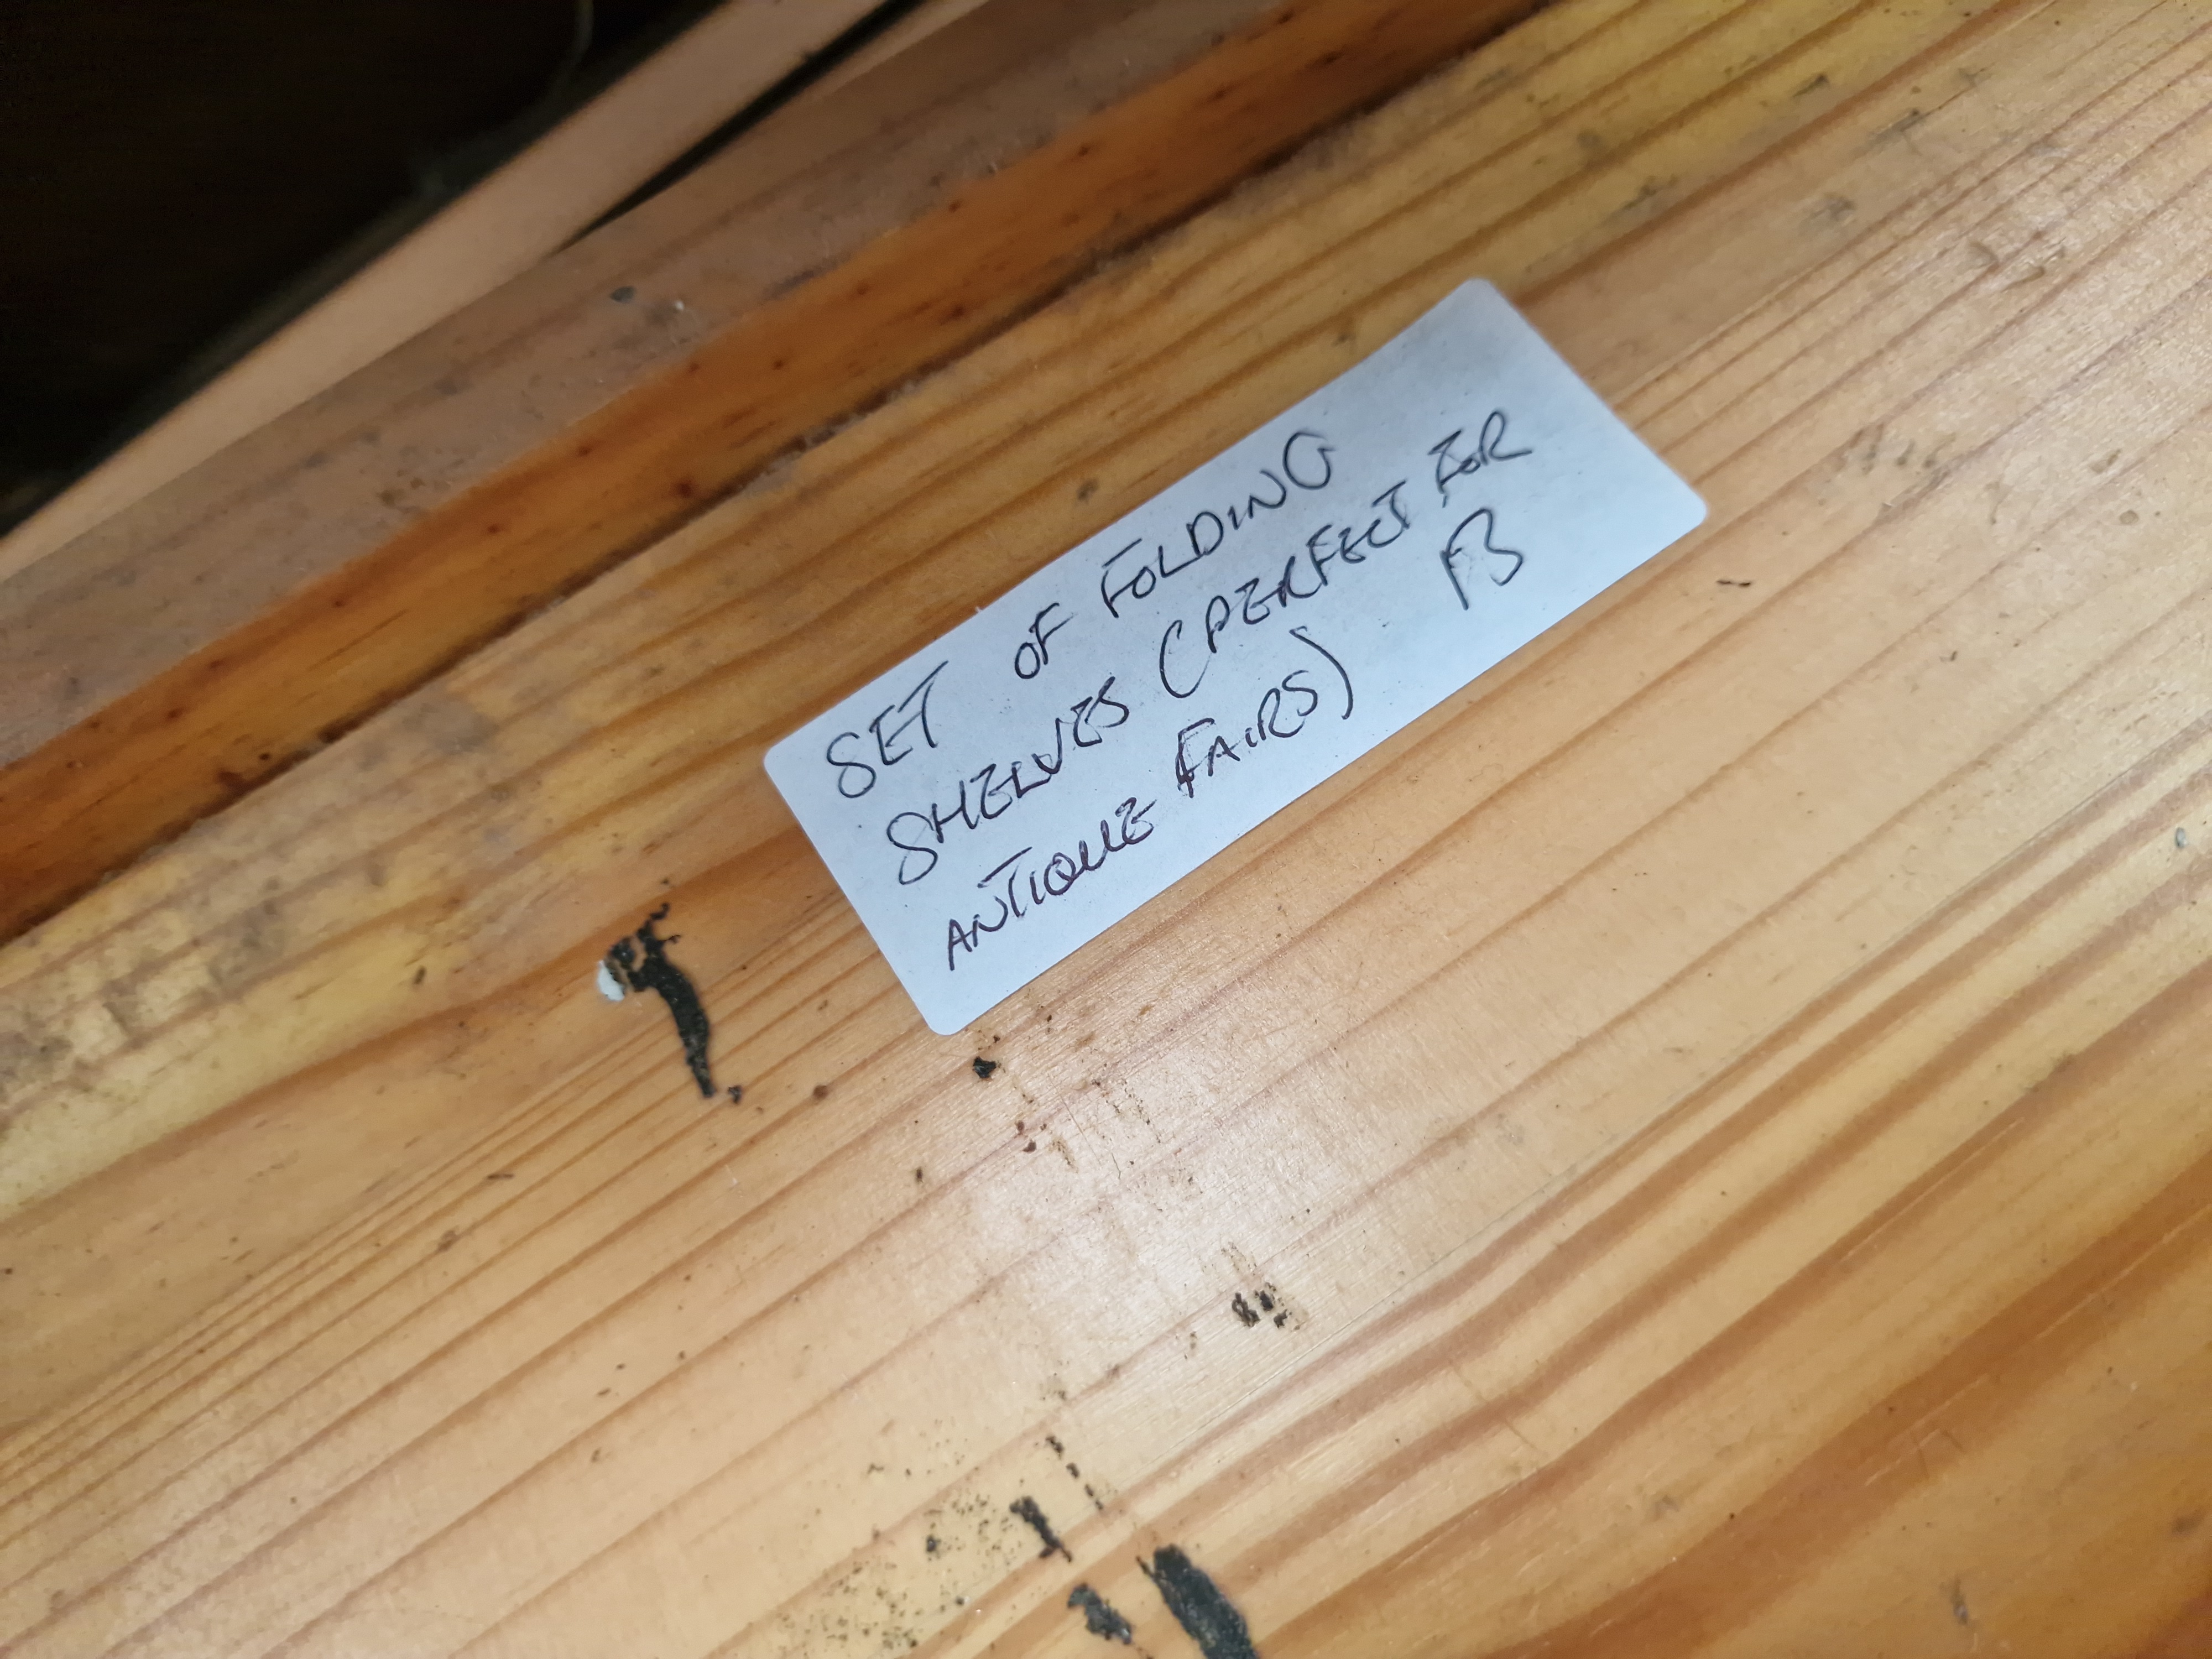 SET OF FOLDING
SHELVES (PERFECT FOR
ANTIQUE FAIRS) F3